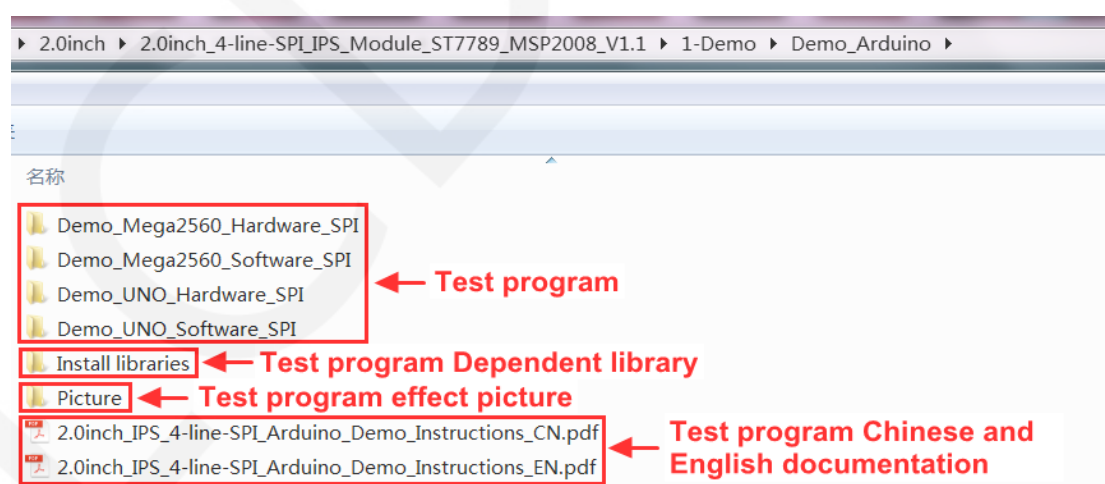 2.0inch 2.0inch_4-line-SPI_IPS_Module_ST7789_MSP2008_V1.1 1-Demo Demo_Arduino
名称
Demo_Mega2560_Hardware_SPI
Demo_Mega2560_Software_SPI
Demo_UNO_Hardware_SPI
Demo_UNO_Software_SPI
Test program
Install libraries
Test program Dependent library
Picture
Test program effect picture
2.0inch_IPS_4-line-SPI_Arduino_Demo_Instructions_CN.pdf
2.0inch_IPS_4-line-SPI_Arduino_Demo_Instructions_EN.pdf
Test program Chinese and
English documentation